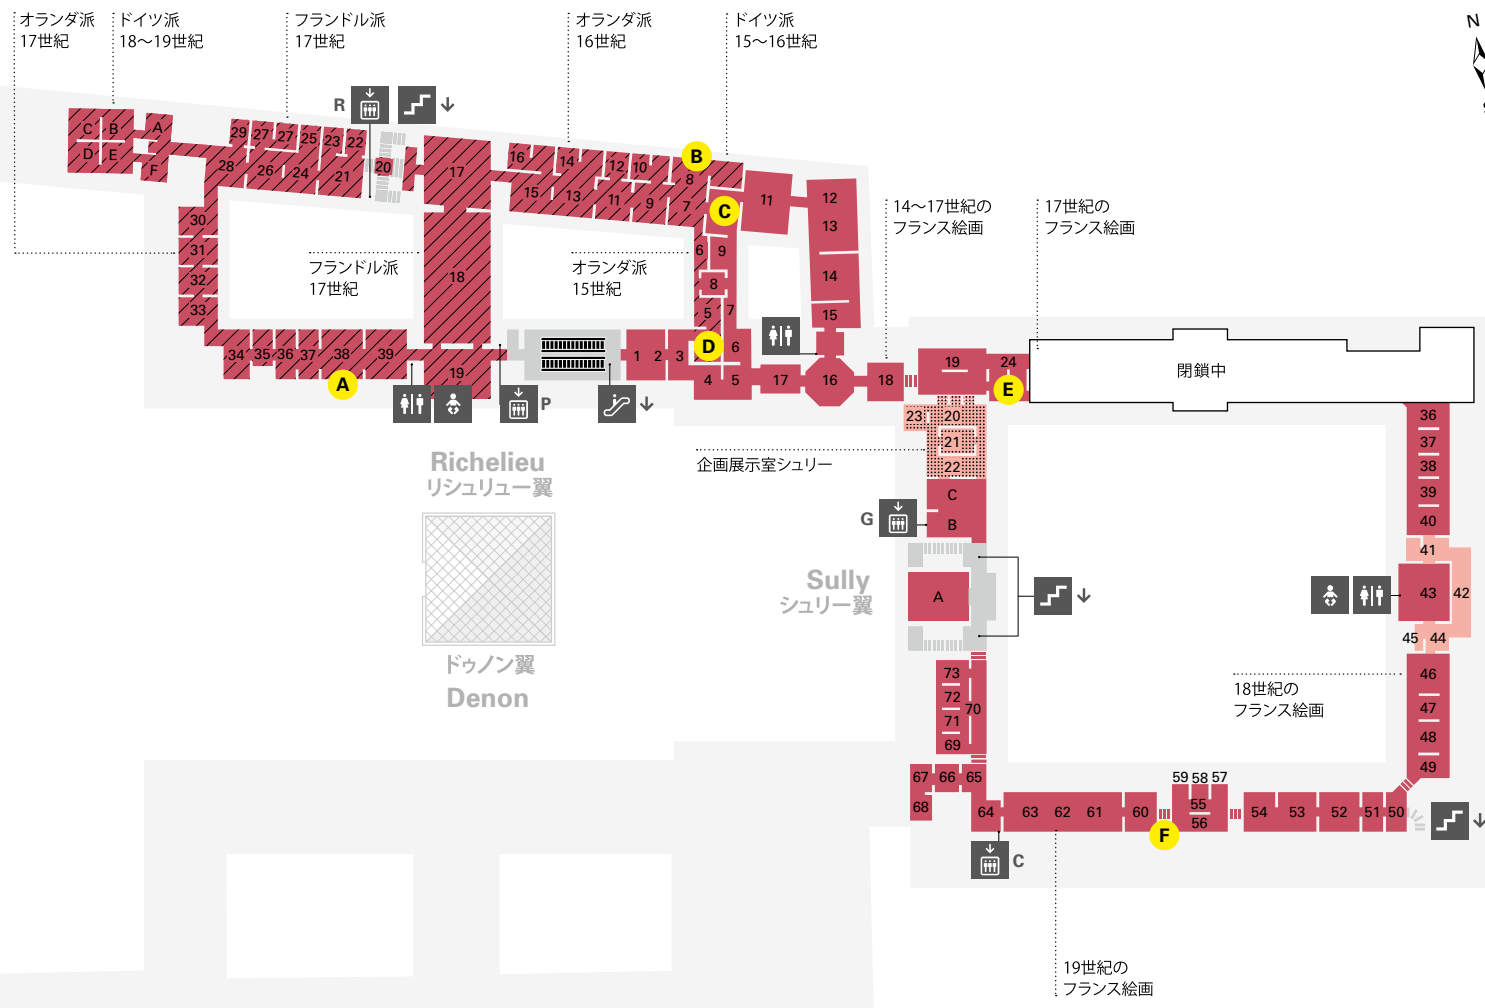 オランダ派
17世紀
ドイツ派
18〜19世紀
フランドル派
17世紀
オランダ派
16世紀
ドイツ派
15〜16世紀
N
R
C B A
D E F
29 27 27 25 23 22
28 26 24 21
20
17
16 14 12 10 8
15 13 11 9 7
B
C
11
12
13
14
15
14〜17世紀の
フランス絵画
17世紀の
フランス絵画
30
31
32
33
フランドル派
17世紀
18
オランダ派
15世紀
6 9
8
5 7
34 35 36 37 38 39
19
A
1 2 3
D
6
4 5
17 16 18
19 24
E
閉鎖中
P
23 20
21
22
企画展示室シュリー
C
B
G
A
Richelieu
リシュリュー翼
ドゥノン翼
Denon
Sully
シュリー翼
36
37
38
39
40
41
43 42
45 44
46
47
48
49
18世紀の
フランス絵画
73
72
71 70
69
67 66 65
68
64 63 62 61 60
F
59 58 57
55
56
54 53 52 51 50
C
19世紀の
フランス絵画